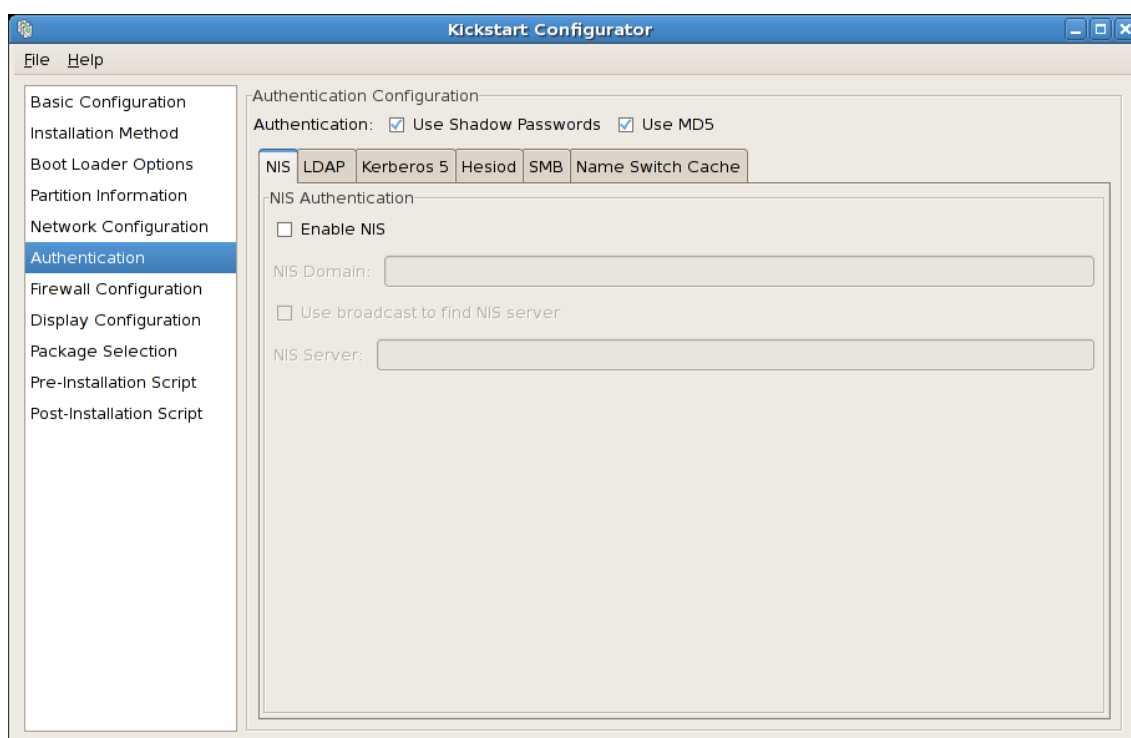 Kickstart Configurator
File Help
Basic Configuration
Installation Method
Boot Loader Options
Partition Information
Network Configuration
Authentication
Firewall Configuration
Display Configuration
Package Selection
Pre-Installation Script
Post-Installation Script
Authentication Configuration
Authentication: Use Shadow Passwords Use MD5
NIS LDAP Kerberos 5 Hesiod SMB Name Switch Cache
NIS Authentication
Enable NIS
NIS Domain:
Use broadcast to find NIS server
NIS Server: